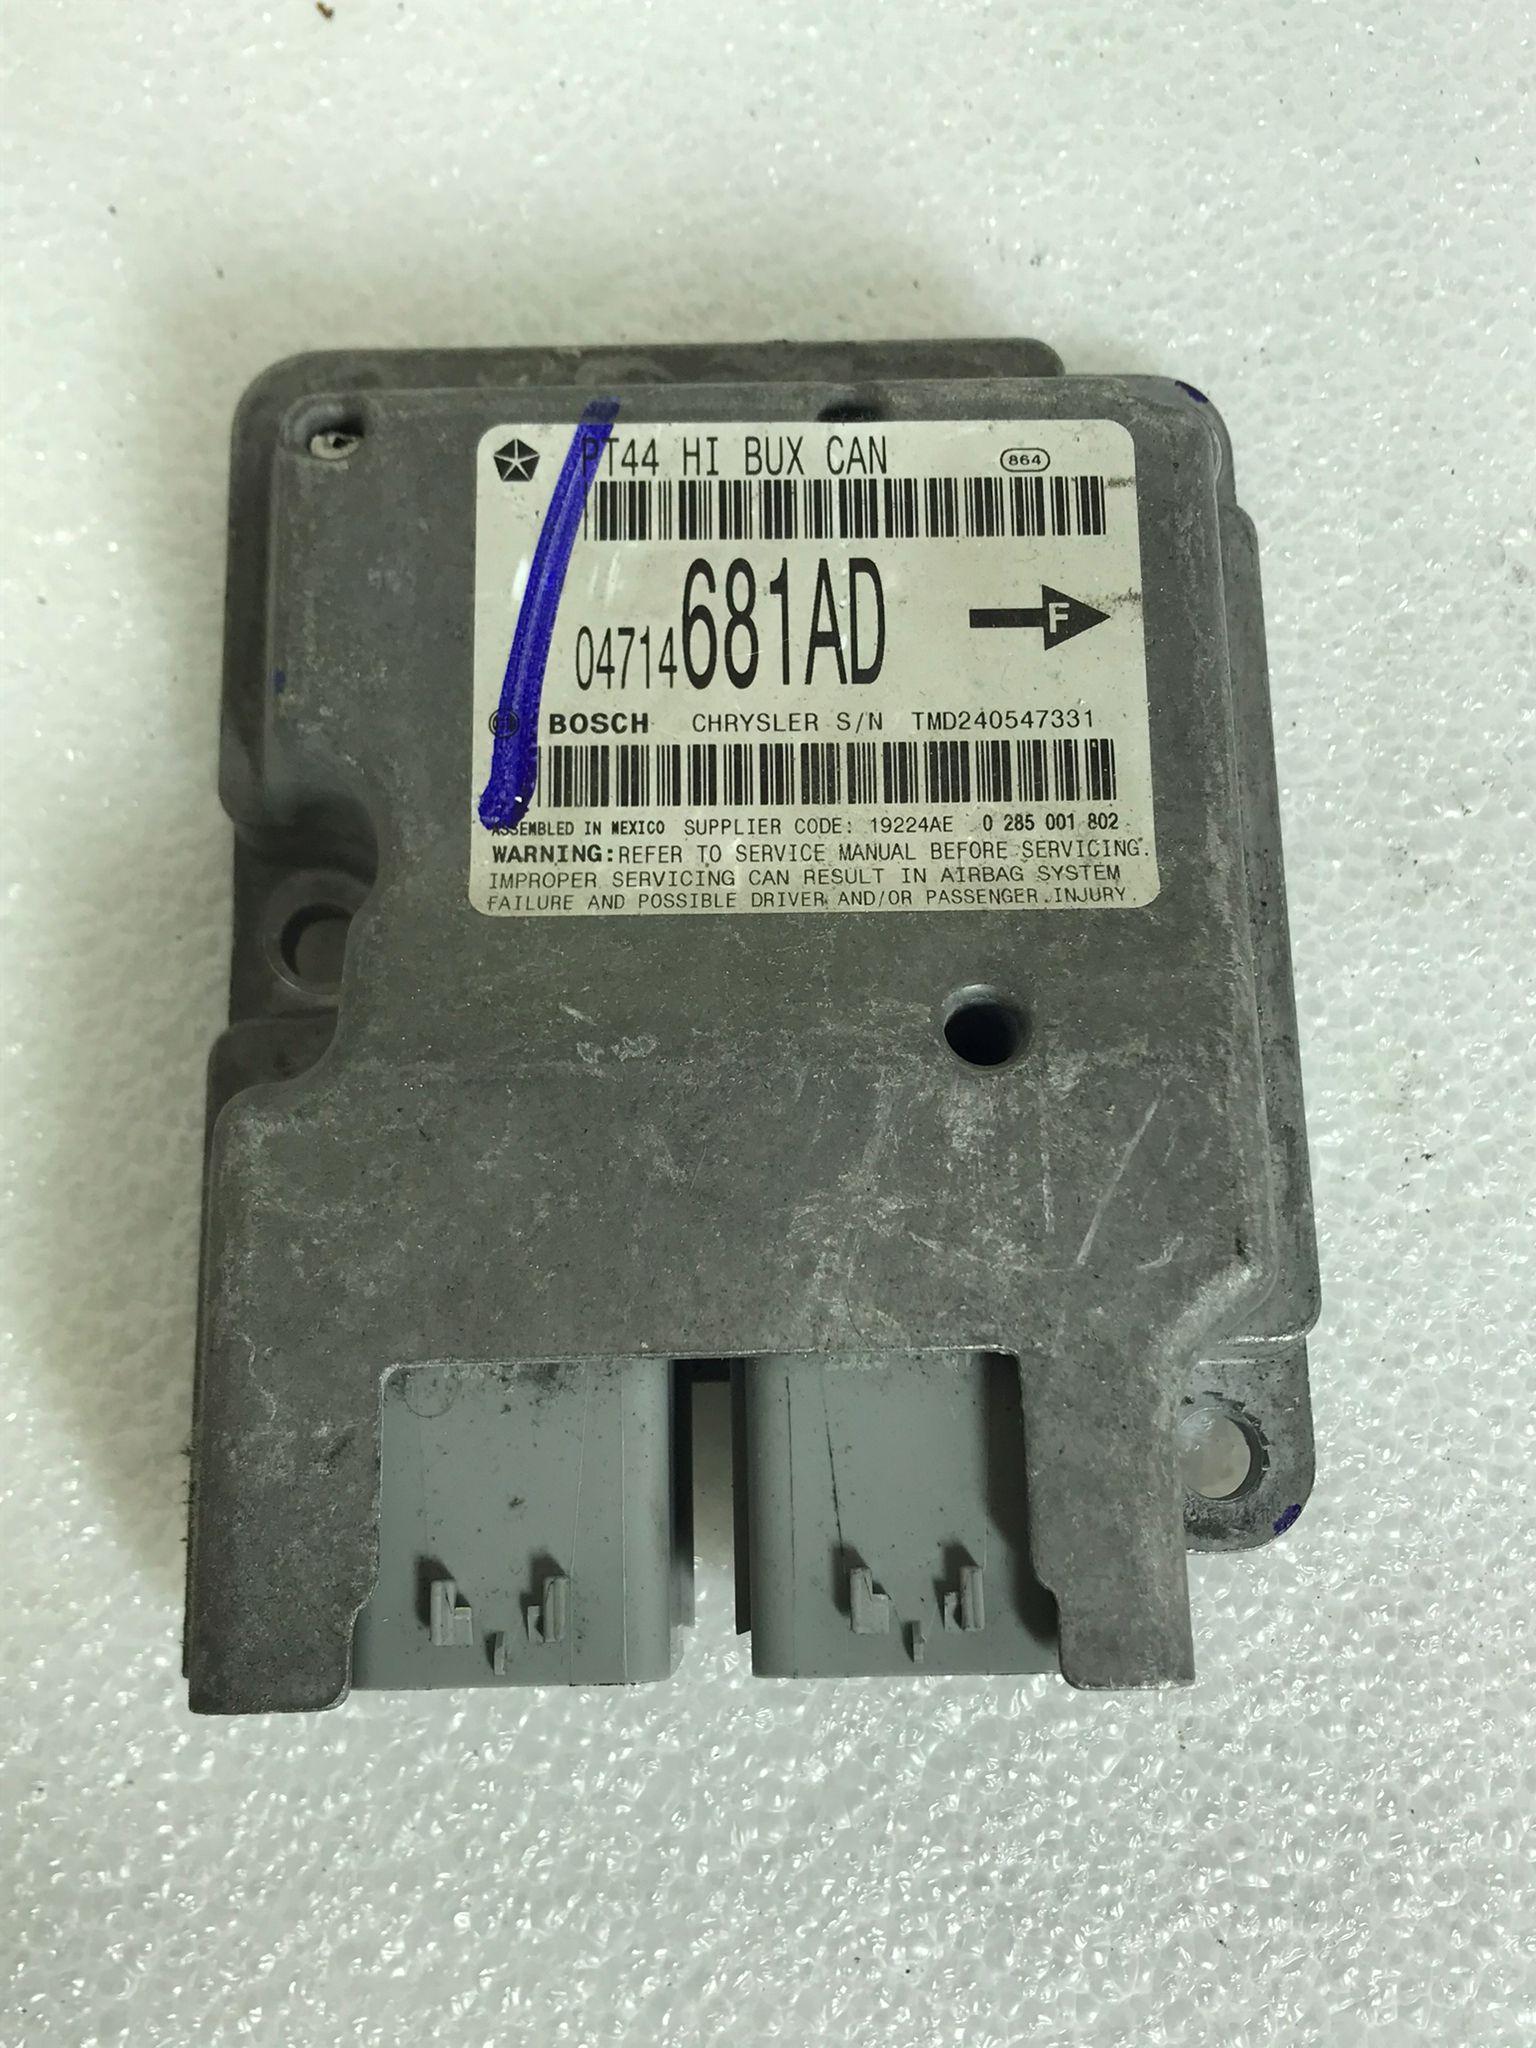 PT44 HI BUX CAN 864
04714681AD F
BOSCH CHRYSLER S/N TMD240547331
ASSEMBLED IN MEXICO SUPPLIER CODE: 19224AE 0 285 001 802
WARNING:REFER TO SERVICE MANUAL BEFORE SERVICING.
IMPROPER SERVICING CAN RESULT IN AIRBAG SYSTEM
FAILURE AND POSSIBLE DRIVER AND/OR PASSENGER INJURY.